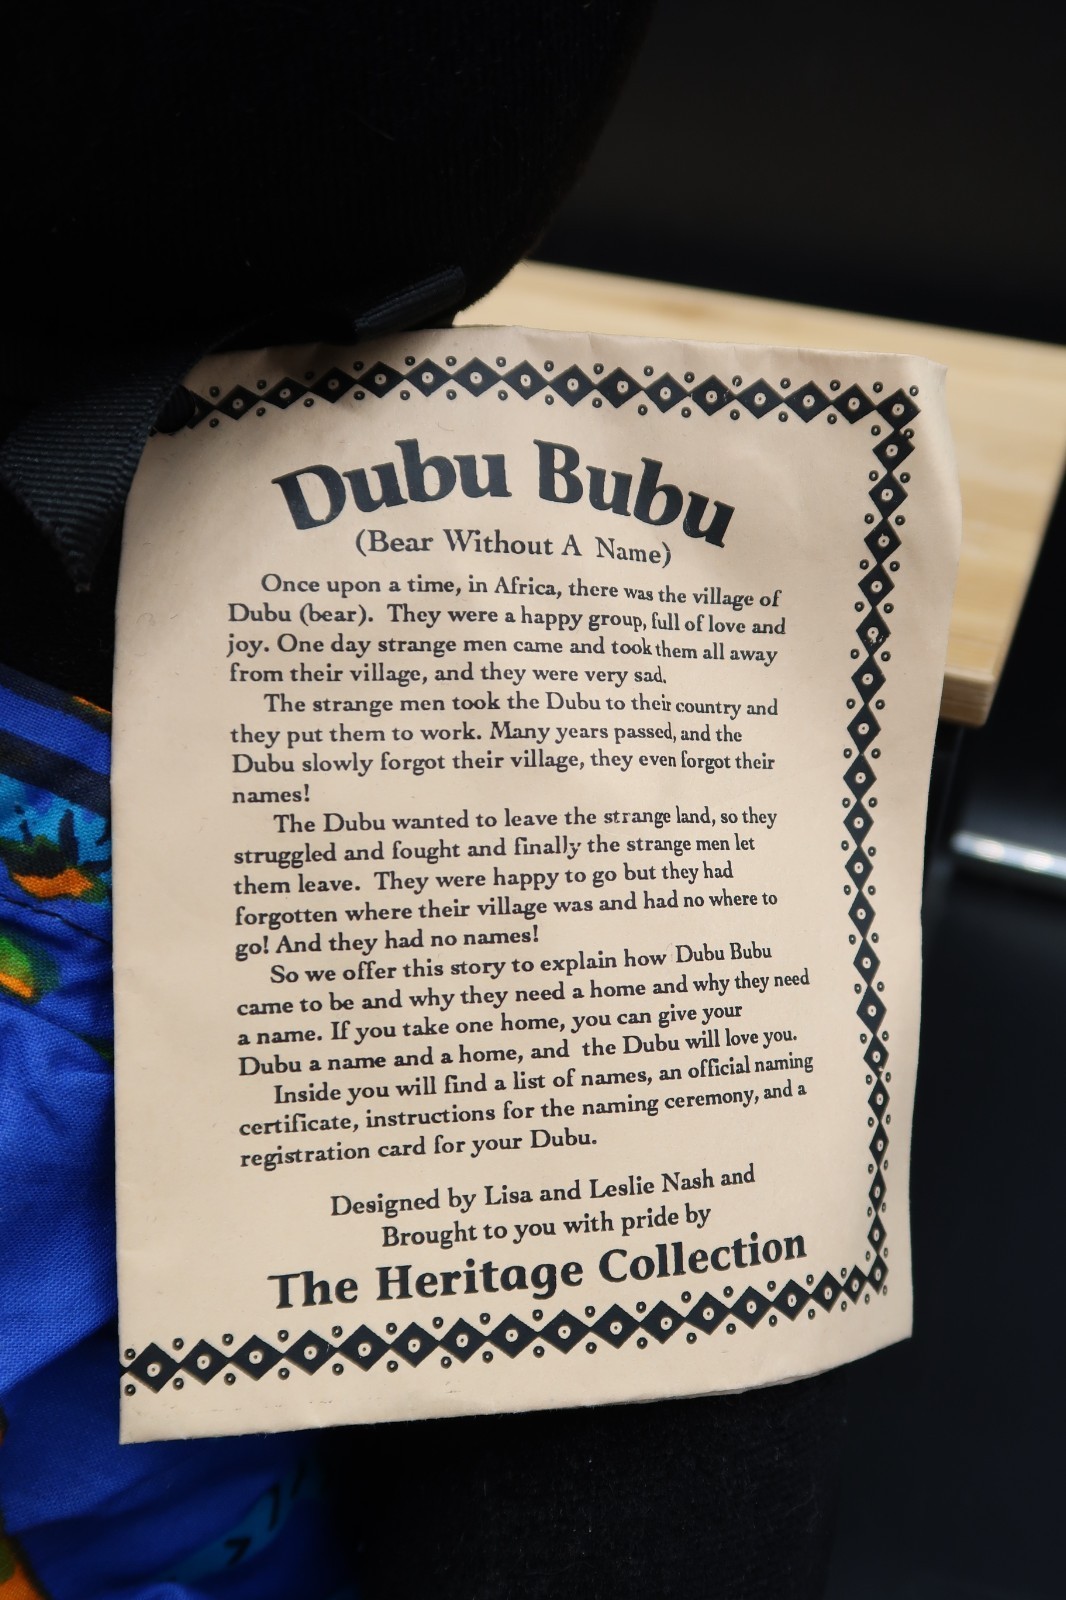 Dubu Bubu
(Bear Without A Name)
Once upon a time, in Africa, there was the village of
Dubu (bear). They were a happy group, full of love and
joy. One day strange men came and took them all away
from their village, and they were very sad.
The strange men took the Dubu to their country and
they put them to work. Many years passed, and the
Dubu slowly forgot their village, they even forgot their
names!
The Dubu wanted to leave the strange land, so they
struggled and fought and finally the strange men let
them leave. They were happy to go but they had
forgotten where their village was and had no where to
go! And they had no names!
So we offer this story to explain how Dubu Bubu
came to be and why they need a home and why they need
a name. If you take one home, you can give your
Dubu a name and a home, and the Dubu will love you.
Inside you will find a list of names, an official naming
certificate, instructions for the naming ceremony, and a
registration card for your Dubu.
Designed by Lisa and Leslie Nash and
Brought to you with pride by
The Heritage Collection